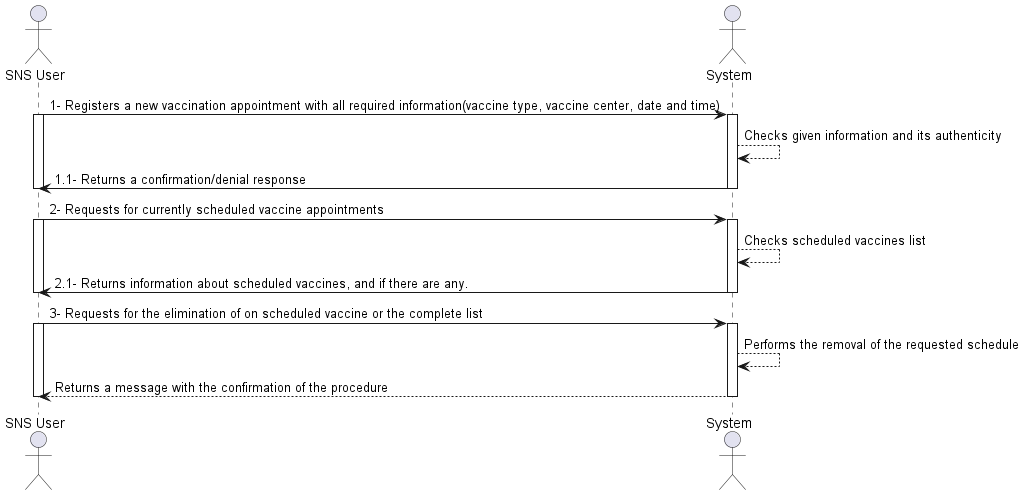 SNS User
System
1- Registers a new vaccination appointment with all required information(vaccine type, vaccine center, date and time)
Checks given information and its authenticity
1.1- Returns a confirmation/denial response
2- Requests for currently scheduled vaccine appointments
Checks scheduled vaccines list
2.1- Returns information about scheduled vaccines, and if there are any.
3- Requests for the elimination of on scheduled vaccine or the complete list
Performs the removal of the requested schedule
Returns a message with the confirmation of the procedure
SNS User
System